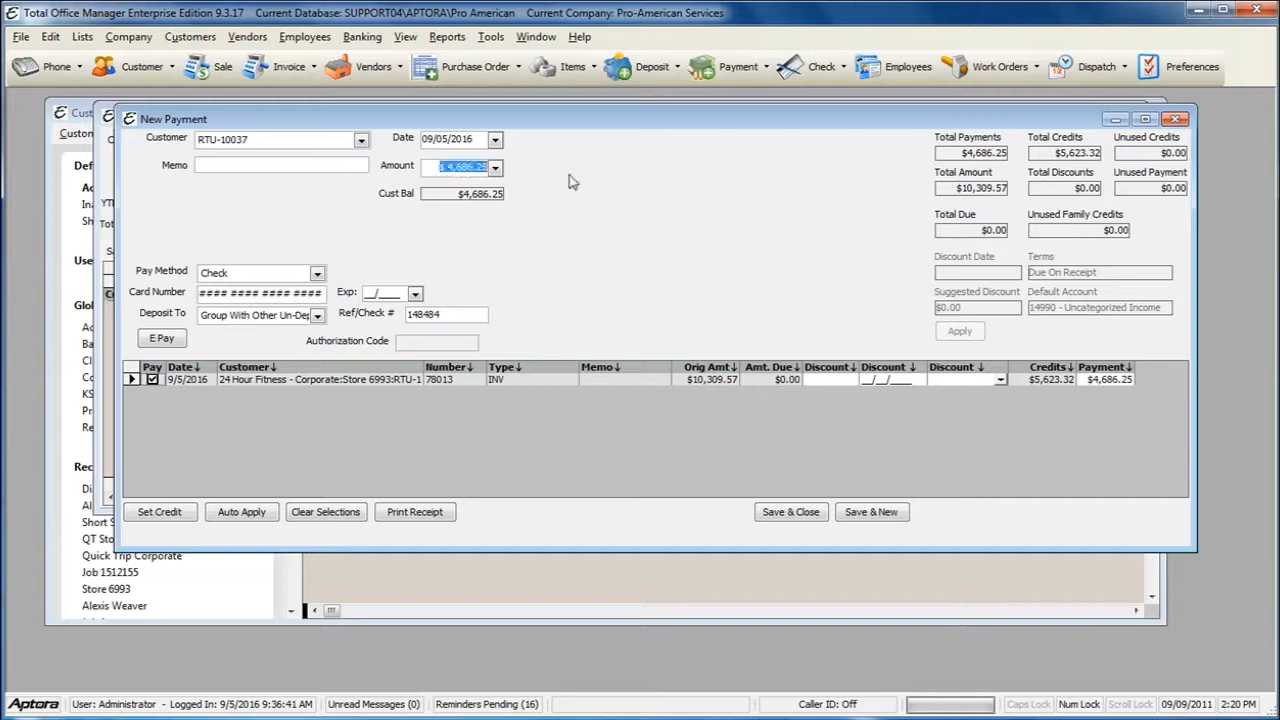 Total Office Manager Enterprise Edition 9.3.17 Current Database: SUPPORT04\APTORA\Pro American Current Company: Pro-American Services
File Edit Lists Company Customers Vendors Employees Banking View Reports Tools Window Help
Phone Customer Sale Invoice Vendors Purchase Order Items Deposit Payment Check Employees Work Orders Dispatch Preferences
New Payment
Customer RTU-10037 Date 09/05/2016 Total Payments Total Credits Unused Credits
$4,686.25 $5,623.32 $0.00
Memo Amount $ 4,686.25 Total Amount Total Discounts Unused Payment
$10,309.57 $0.00 $0.00
Cust Bal $4,686.25
Total Due Unused Family Credits
$0.00 $0.00
Discount Date Terms
Due On Receipt
Pay Method Check
Card Number #### #### #### #### Exp: __/____ Suggested Discount Default Account
$0.00 14990 - Uncategorized Income
Deposit To Group With Other Un-Dep Ref/Check # 148484
E Pay Authorization Code Apply
Pay Date Customer Number Type Memo Orig Amt Amt. Due Discount Discount Discount Credits Payment
9/5/2016 24 Hour Fitness - Corporate:Store 6993:RTU-1 78013 INV $10,309.57 $0.00 __/__/____ $5,623.32 $4,686.25
Set Credit Auto Apply Clear Selections Print Receipt Save & Close Save & New
Quick Trip Corporate
Job 1512155
Store 6993
Alexis Weaver
Aptora User: Administrator - Logged In: 9/5/2016 9:36:41 AM Unread Messages (0) Reminders Pending (16) Caller ID: Off Caps Lock Num Lock Scroll Lock 09/09/2011 2:20 PM